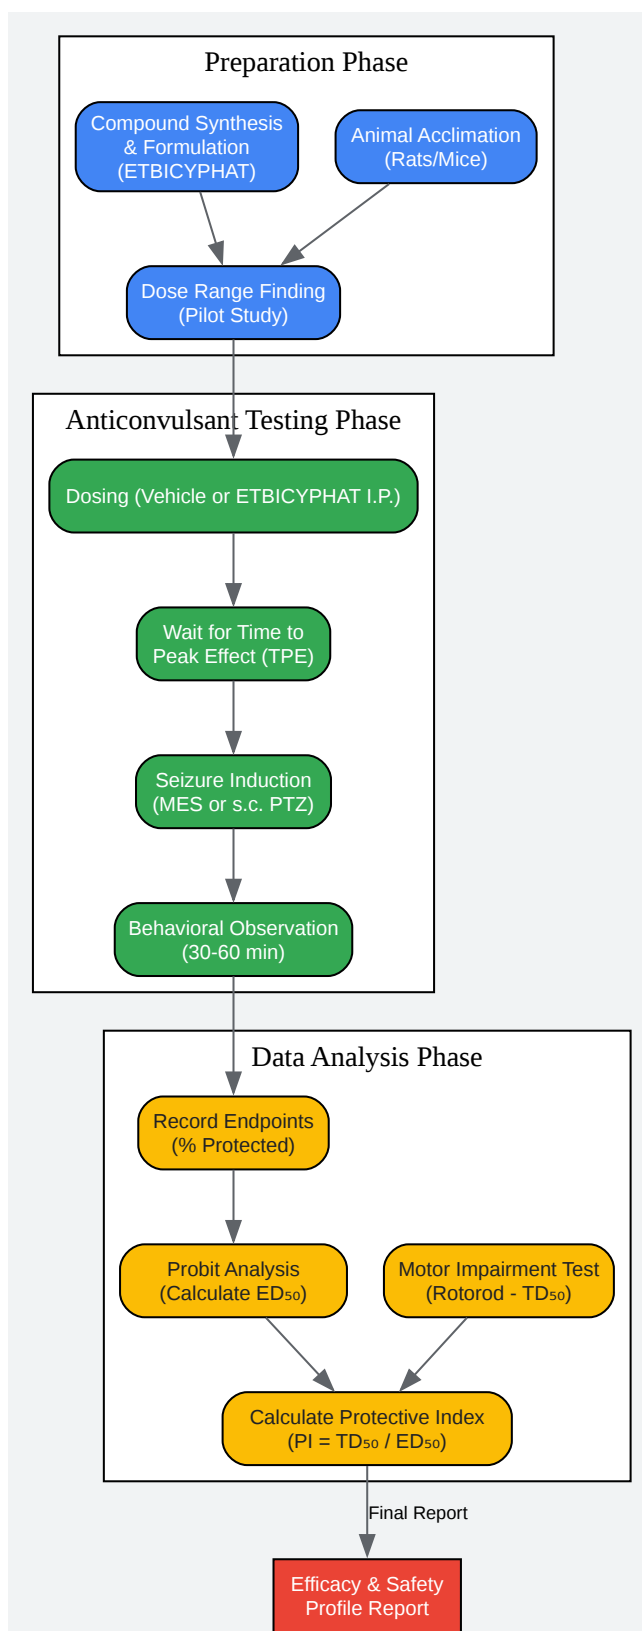 Preparation Phase
Compound Synthesis
& Formulation
(ETBICYPHAT)
Animal Acclimation
(Rats/Mice)
Dose Range Finding
(Pilot Study)
Anticonvulsant Testing Phase
Dosing (Vehicle or ETBICYPHAT I.P.)
Wait for Time to
Peak Effect (TPE)
Seizure Induction
(MES or s.c. PTZ)
Behavioral Observation
(30-60 min)
Data Analysis Phase
Record Endpoints
(% Protected)
Probit Analysis
(Calculate ED₅₀)
Motor Impairment Test
(Rotorod - TD₅₀)
Calculate Protective Index
(PI = TD₅₀ / ED₅₀)
Final Report
Efficacy & Safety
Profile Report